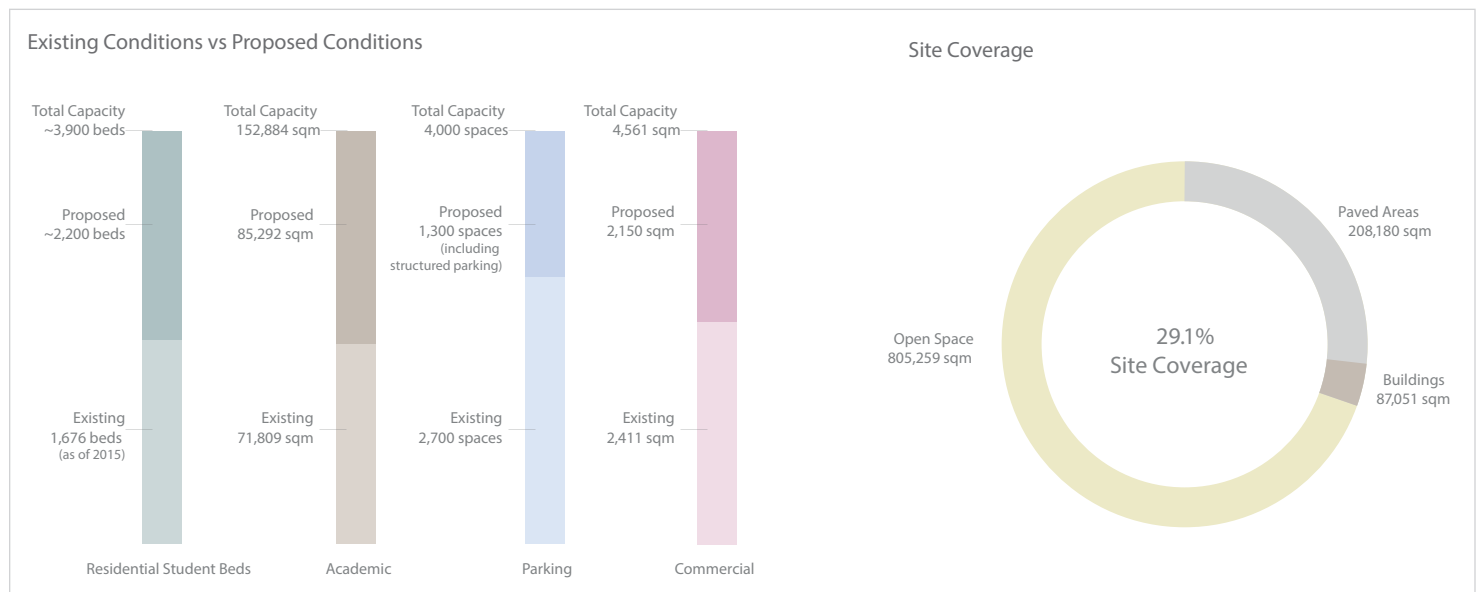 Existing Conditions vs Proposed Conditions
Total Capacity
~3,900 beds
Proposed
~2,200 beds
Existing
1,676 beds
(as of 2015)
Residential Student Beds
Total Capacity
152,884 sqm
Proposed
85,292 sqm
Existing
71,809 sqm
Academic
Total Capacity
4,000 spaces
Proposed
1,300 spaces
(including
structured parking)
Existing
2,700 spaces
Parking
Total Capacity
4,561 sqm
Proposed
2,150 sqm
Existing
2,411 sqm
Commercial
Site Coverage
Paved Areas
208,180 sqm
Open Space
805,259 sqm
29.1%
Site Coverage
Buildings
87,051 sqm